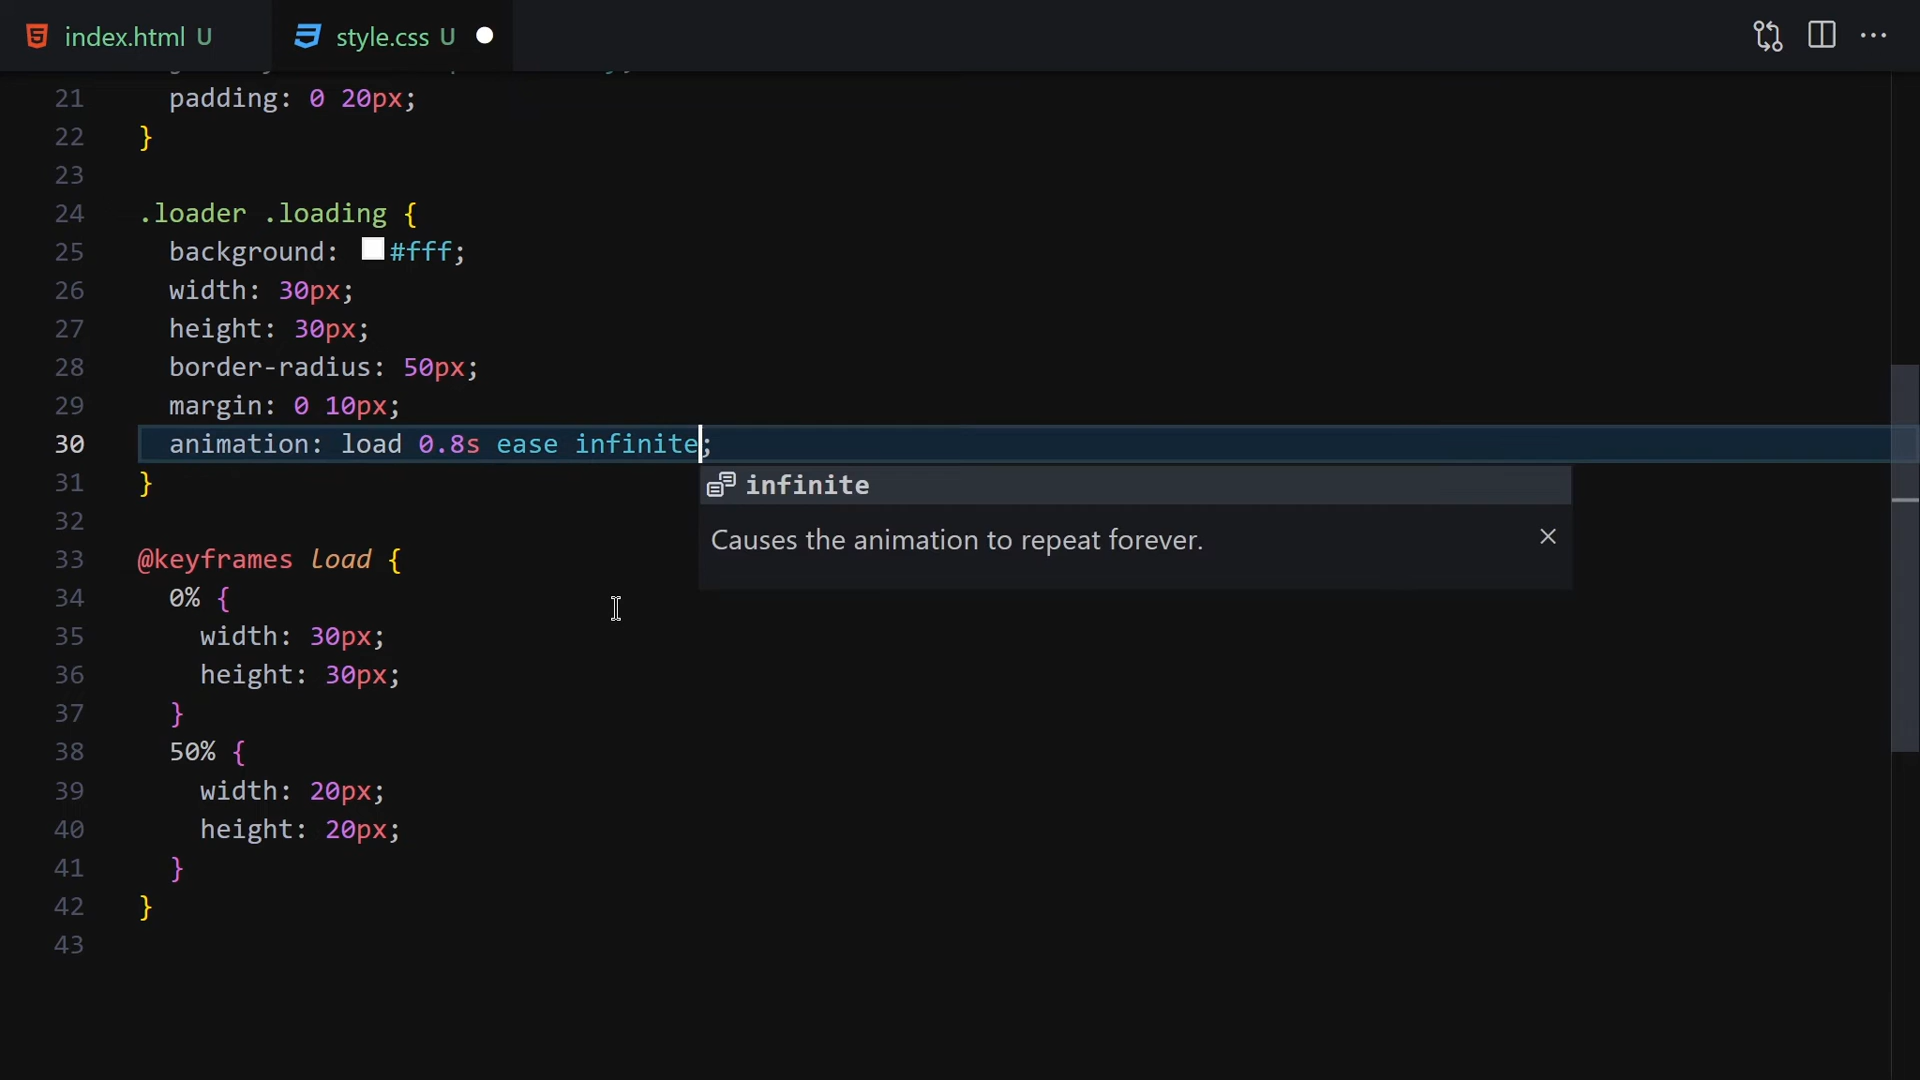 index.html U
style.css U
21 padding: 0 20px;
22 }
23
24 .loader .loading {
25 background: #fff;
26 width: 30px;
27 height: 30px;
28 border-radius: 50px;
29 margin: 0 10px;
30 animation: load 0.8s ease infinite;
31 }
infinite
32
Causes the animation to repeat forever.
33 @keyframes load {
34 0% {
35 width: 30px;
36 height: 30px;
37 }
38 50% {
39 width: 20px;
40 height: 20px;
41 }
42 }
43